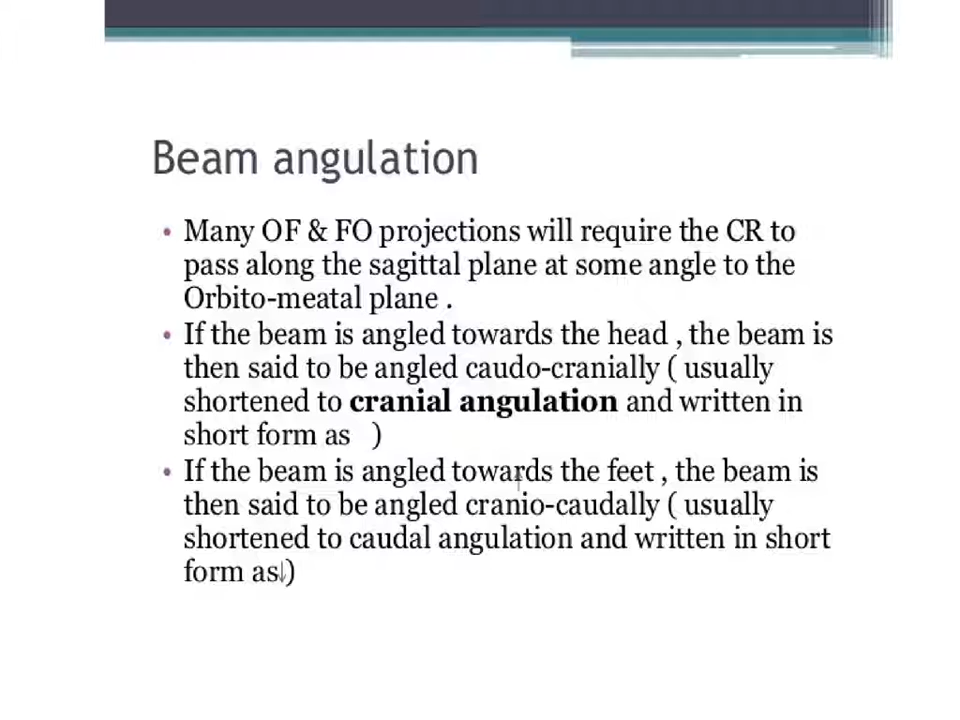 Beam angulation
• Many OF & FO projections will require the CR to
pass along the sagittal plane at some angle to the
Orbito-meatal plane .
• If the beam is angled towards the head , the beam is
then said to be angled caudo-cranially ( usually
shortened to cranial angulation and written in
short form as )
• If the beam is angled towards the feet , the beam is
then said to be angled cranio-caudally ( usually
shortened to caudal angulation and written in short
form as↓)